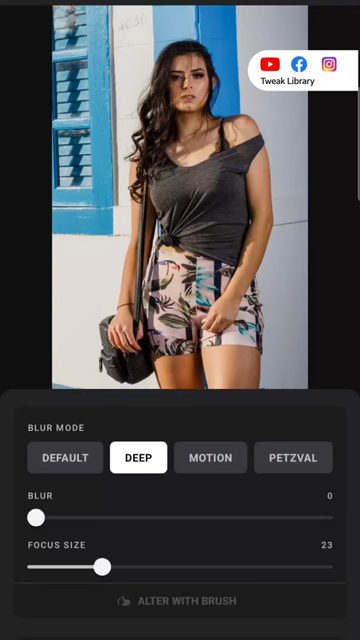 Tweak Library
BLUR MODE
DEFAULT
DEEP
MOTION
PETZVAL
BLUR 0
FOCUS SIZE 23
ALTER WITH BRUSH